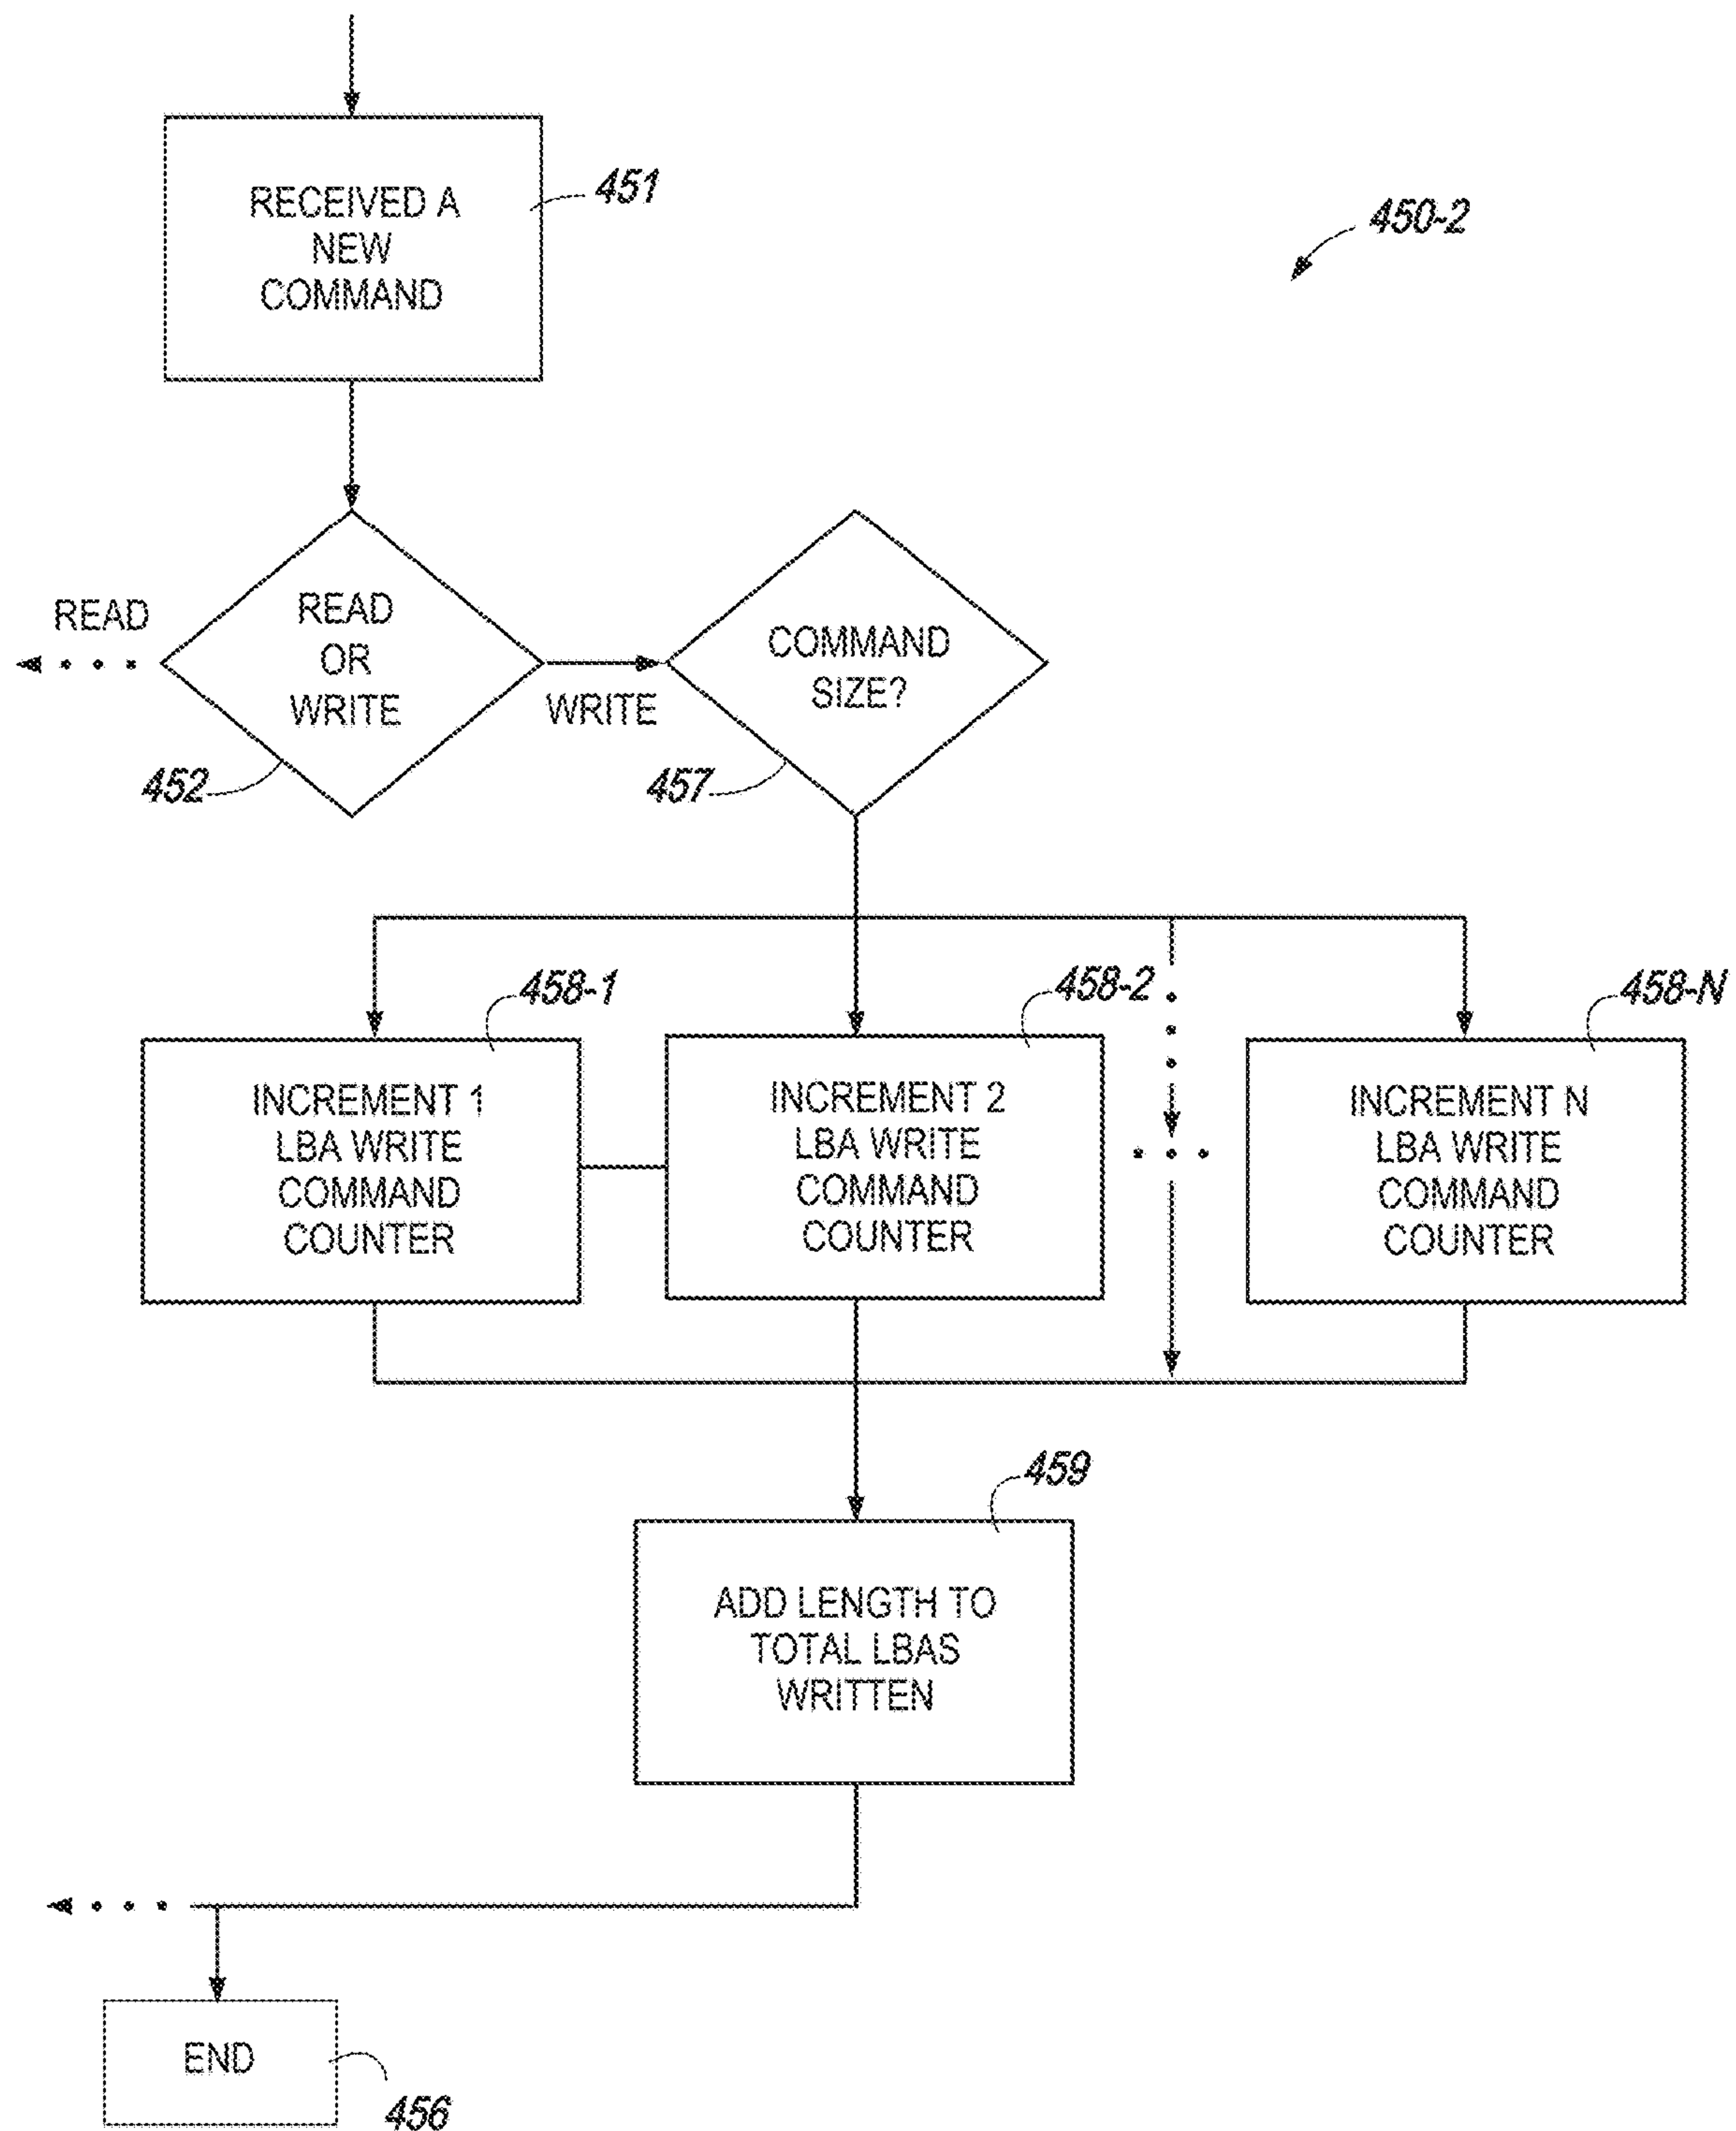 RECEIVED A
NEW
COMMAND
451
450-2
READ
READ
OR
WRITE
WRITE
COMMAND
SIZE?
452
457
458-1
458-2
458-N
INCREMENT 1
LBA WRITE
COMMAND
COUNTER
INCREMENT 2
LBA WRITE
COMMAND
COUNTER
INCREMENT N
LBA WRITE
COMMAND
COUNTER
459
ADD LENGTH TO
TOTAL LBAS
WRITTEN
END
456